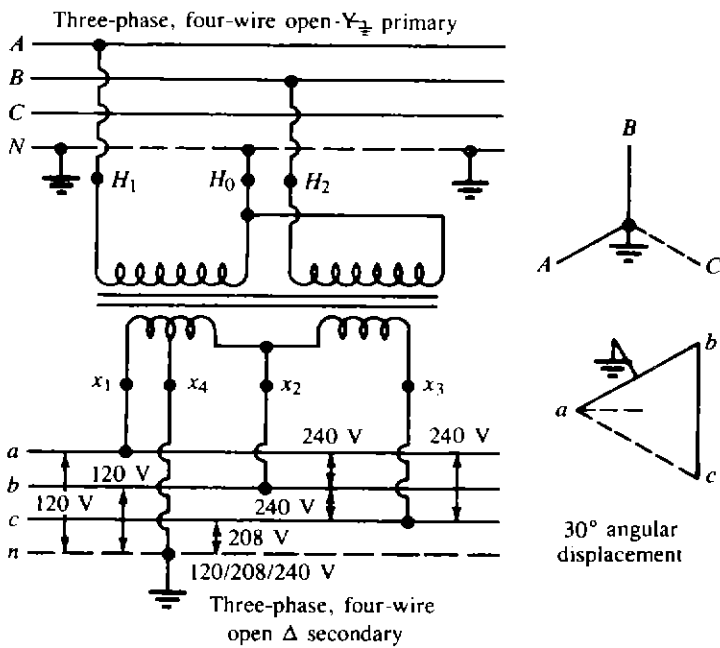 Three-phase, four-wire open-Y primary
A
B
C
N
H1
H0
H2
B
A
C
x1
x4
x2
x3
b
a
c
a
240 V
240 V
b
120 V
120 V
c
240 V
208 V
n
120/208/240 V
30° angular
displacement
Three-phase, four-wire
open Δ secondary